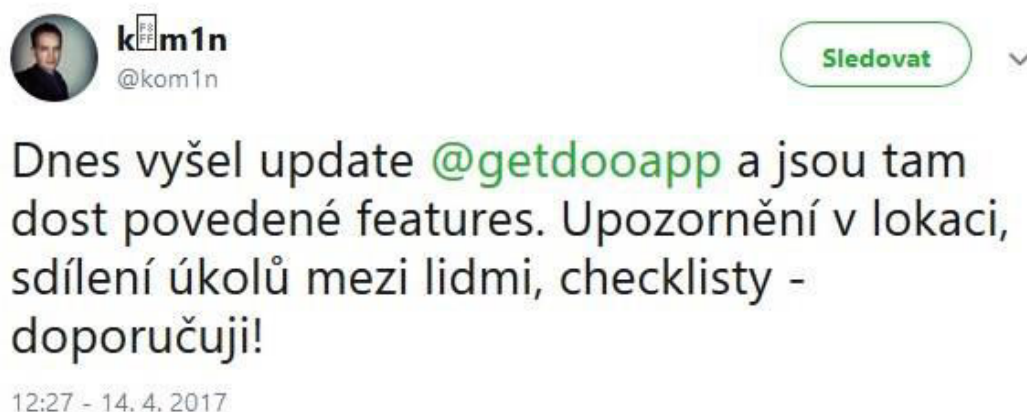 km1n
@kom1n
Sledovat
Dnes vyšel update @getdooapp a jsou tam
dost povedené features. Upozornění v lokaci,
sdílení úkolů mezi lidmi, checklisty -
doporučuji!
12:27 - 14. 4. 2017